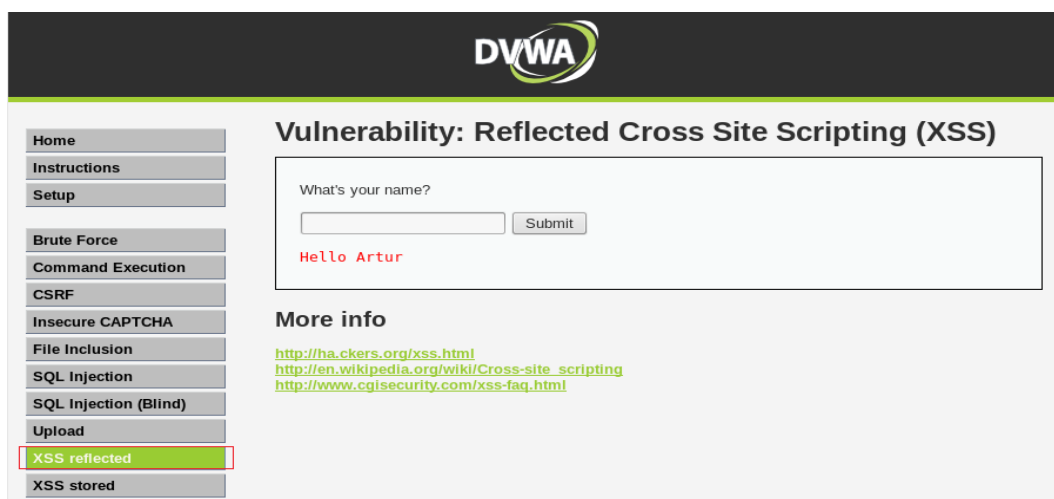 DVWA
Home
Instructions
Setup
Brute Force
Command Execution
CSRF
Insecure CAPTCHA
File Inclusion
SQL Injection
SQL Injection (Blind)
Upload
XSS reflected
XSS stored
Vulnerability: Reflected Cross Site Scripting (XSS)
What's your name?
Submit
Hello Artur
More info
http://ha.ckers.org/xss.html
http://en.wikipedia.org/wiki/Cross-site_scripting
http://www.cgisecurity.com/xss-faq.html